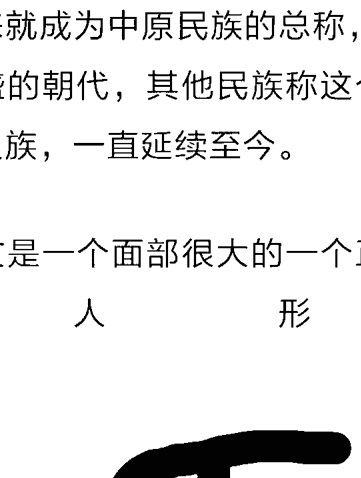 就成为中原民族的总称，
的朝代，其他民族称这
族，一直延续至今。
是一个面部很大的一个
人 形